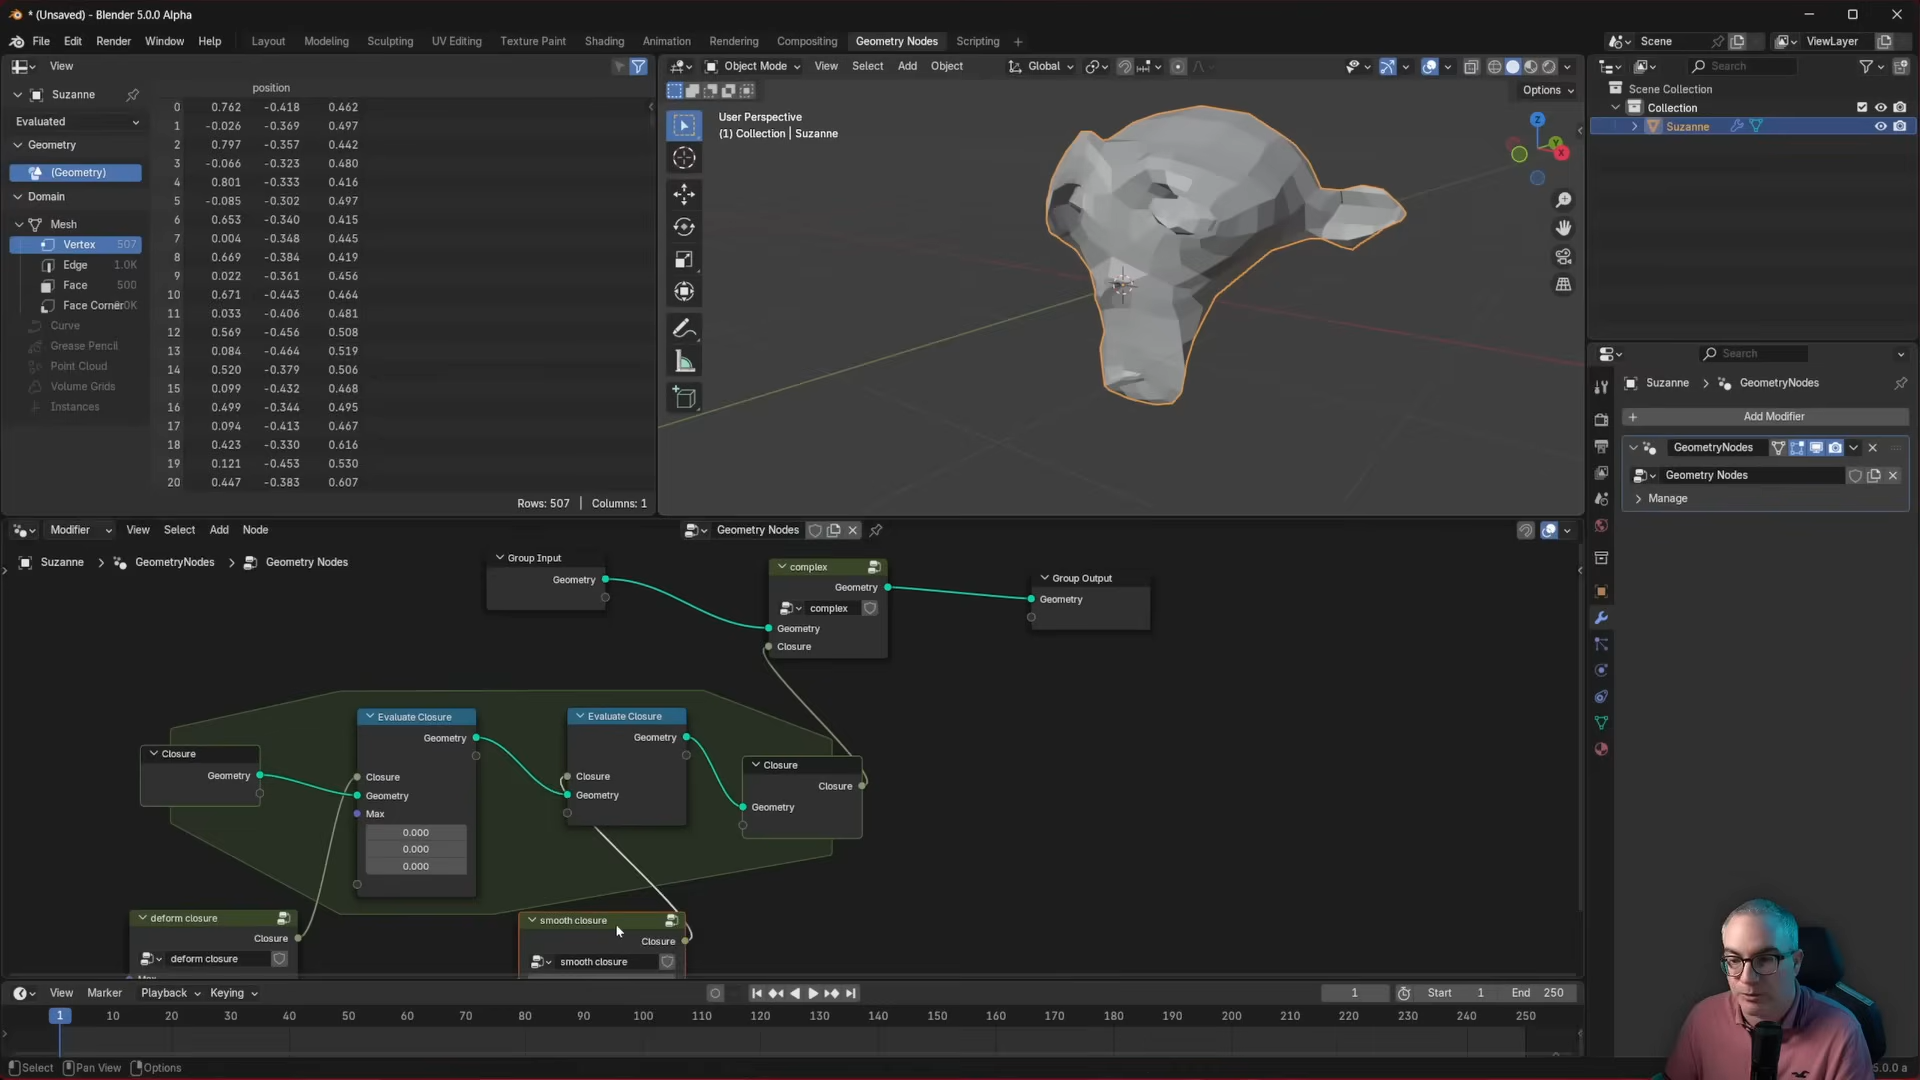 * (Unsaved) - Blender 5.0.0 Alpha
File Edit Render Window Help Layout Modeling Sculpting UV Editing Texture Paint Shading Animation Rendering Compositing Geometry Nodes Scripting + Scene ViewLayer
View
Suzanne
Evaluated
Geometry
(Geometry)
Domain
Mesh
Vertex 507
Edge 1.0K
Face 500
Face Corner
Curve
Grease Pencil
Point Cloud
Volume Grids
Instances
position
0 0.762 -0.418 0.462
1 -0.026 -0.369 0.497
2 0.797 -0.357 0.442
3 -0.066 -0.323 0.480
4 0.801 -0.333 0.416
5 -0.085 -0.302 0.497
6 0.653 -0.340 0.415
7 0.004 -0.348 0.445
8 0.669 -0.384 0.419
9 0.022 -0.361 0.456
10 0.671 -0.443 0.464
11 0.033 -0.406 0.481
12 0.569 -0.456 0.508
13 0.084 -0.464 0.519
14 0.520 -0.379 0.506
15 0.099 -0.432 0.468
16 0.499 -0.344 0.495
17 0.094 -0.413 0.467
18 0.423 -0.330 0.616
19 0.121 -0.453 0.530
20 0.447 -0.383 0.607
Rows: 507 | Columns: 1
Object Mode View Select Add Object Global
Options
User Perspective
(1) Collection | Suzanne
Z
Y
X
Search
Scene Collection
Collection
Suzanne
Search
Suzanne > GeometryNodes
+ Add Modifier
GeometryNodes
Geometry Nodes
Manage
Modifier View Select Add Node Geometry Nodes
Suzanne > GeometryNodes > Geometry Nodes
Group Input
Geometry
complex
Geometry
complex
Geometry
Closure
Group Output
Geometry
Closure
Geometry
Evaluate Closure
Geometry
Closure
Geometry
Max
0.000
0.000
0.000
Evaluate Closure
Geometry
Closure
Geometry
Closure
Closure
Geometry
deform closure
Closure
deform closure
smooth closure
Closure
smooth closure
View Marker Playback Keying 1 Start 1 End 250
1 10 20 30 40 50 60 70 80 90 100 110 120 130 140 150 160 170 180 190 200 210 220 230 240 250
Select Pan View Options
5.0.0 a